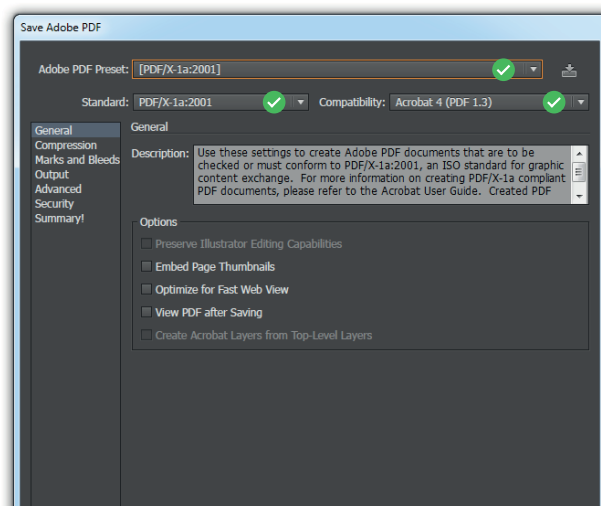 Save Adobe PDF
Adobe PDF Preset: [PDF/X-1a:2001]
Standard: PDF/X-1a:2001 Compatibility: Acrobat 4 (PDF 1.3)
General
Compression
Marks and Bleeds
Output
Advanced
Security
Summary!
General
Description: Use these settings to create Adobe PDF documents that are to be
checked or must conform to PDF/X-1a:2001, an ISO standard for graphic
content exchange. For more information on creating PDF/X-1a compliant
PDF documents, please refer to the Acrobat User Guide. Created PDF
Options
Preserve Illustrator Editing Capabilities
Embed Page Thumbnails
Optimize for Fast Web View
View PDF after Saving
Create Acrobat Layers from Top-Level Layers